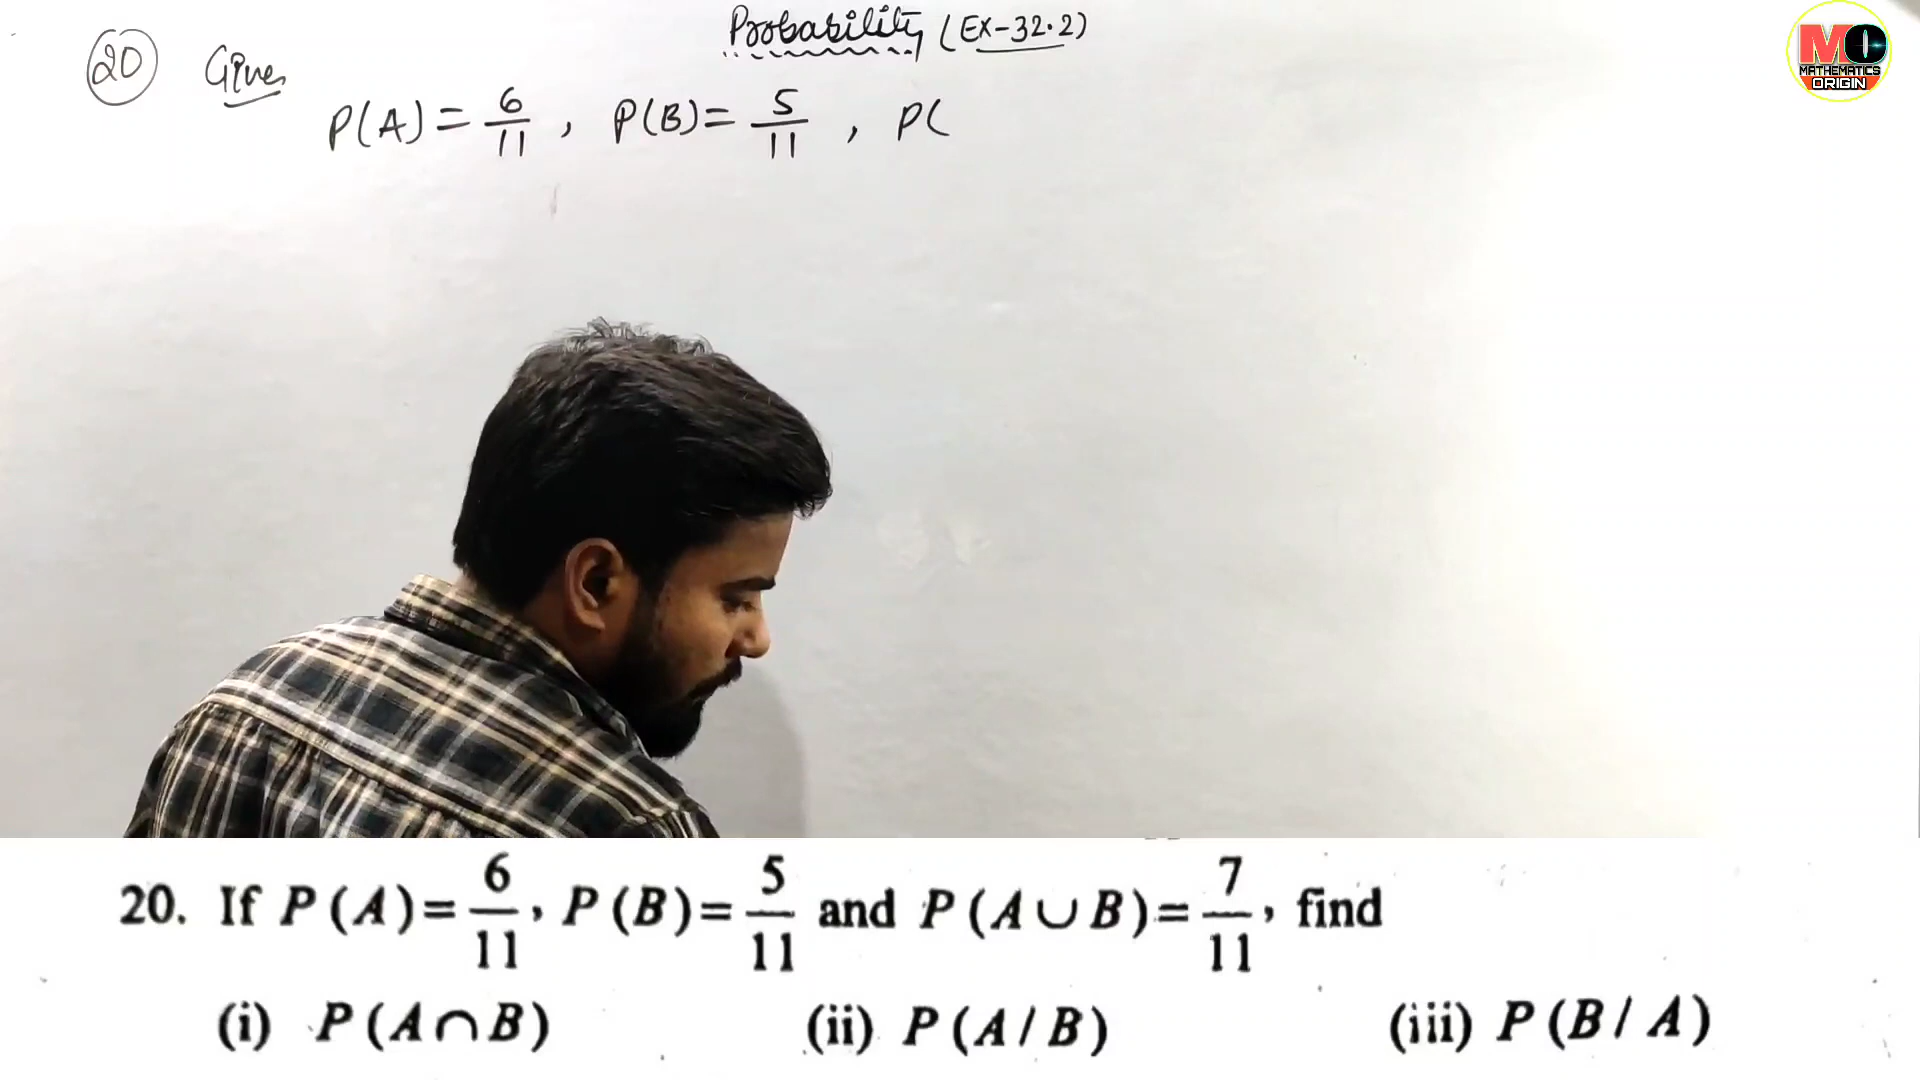 Probability (EX-32.2)
MO
MATHEMATICS
ORIGIN
20 Given
P(A) = 6/11 , P(B) = 5/11 , P(
20. If P(A) = 6/11, P(B) = 5/11 and P(A∪B) = 7/11, find
(i) P(A∩B) (ii) P(A/B) (iii) P(B/A)